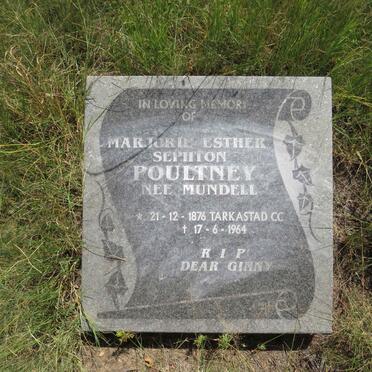 IN LOVING MEMORY
OF
MARJORIE ESTHER
SEPHTON
POULTNEY
NEE MUNDELL
* 21-12-1876 TARKASTAD CC
† 17-6-1964
R I P
DEAR GINNY